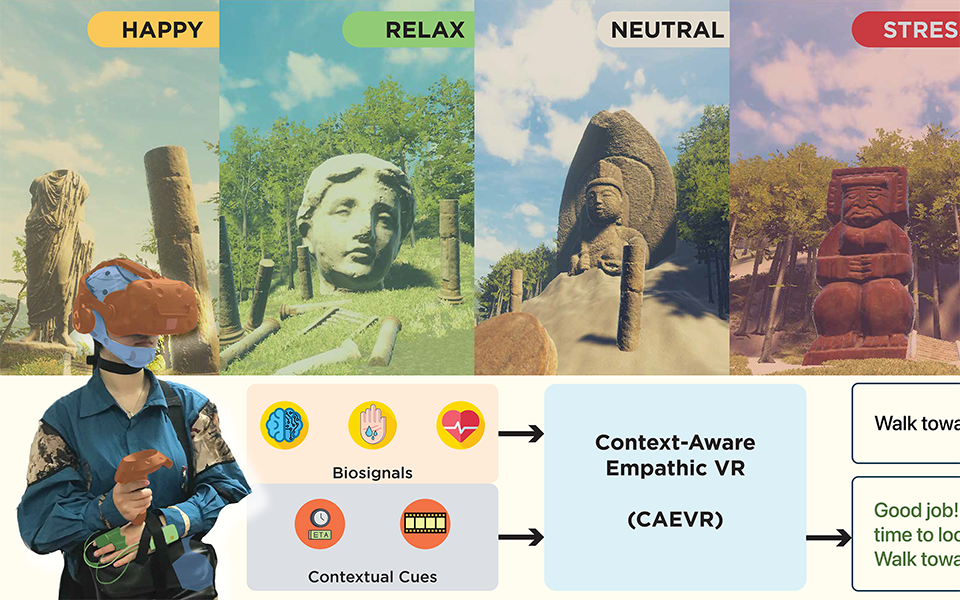 HAPPY
RELAX
NEUTRAL
STRES
Biosignals
ETA
Contextual Cues
Context-Aware
Empathic VR
(CAEVR)
Walk towa
Good job!
time to loo
Walk towa